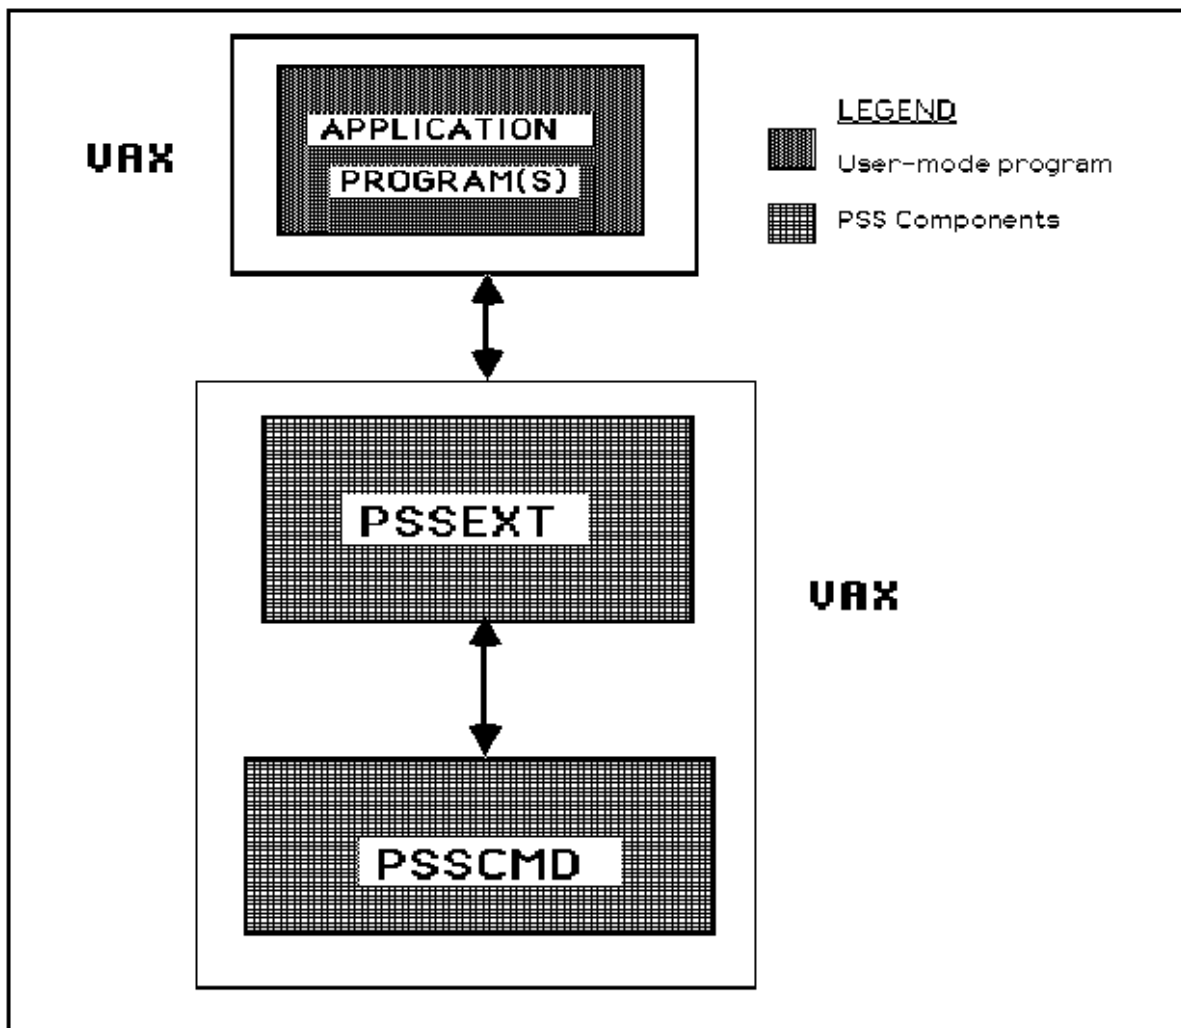 LEGEND
APPLICATION
VAX
User-mode program
PROGRAM(S)
PSS Components
PSSEXT
VAX
PSSCMD